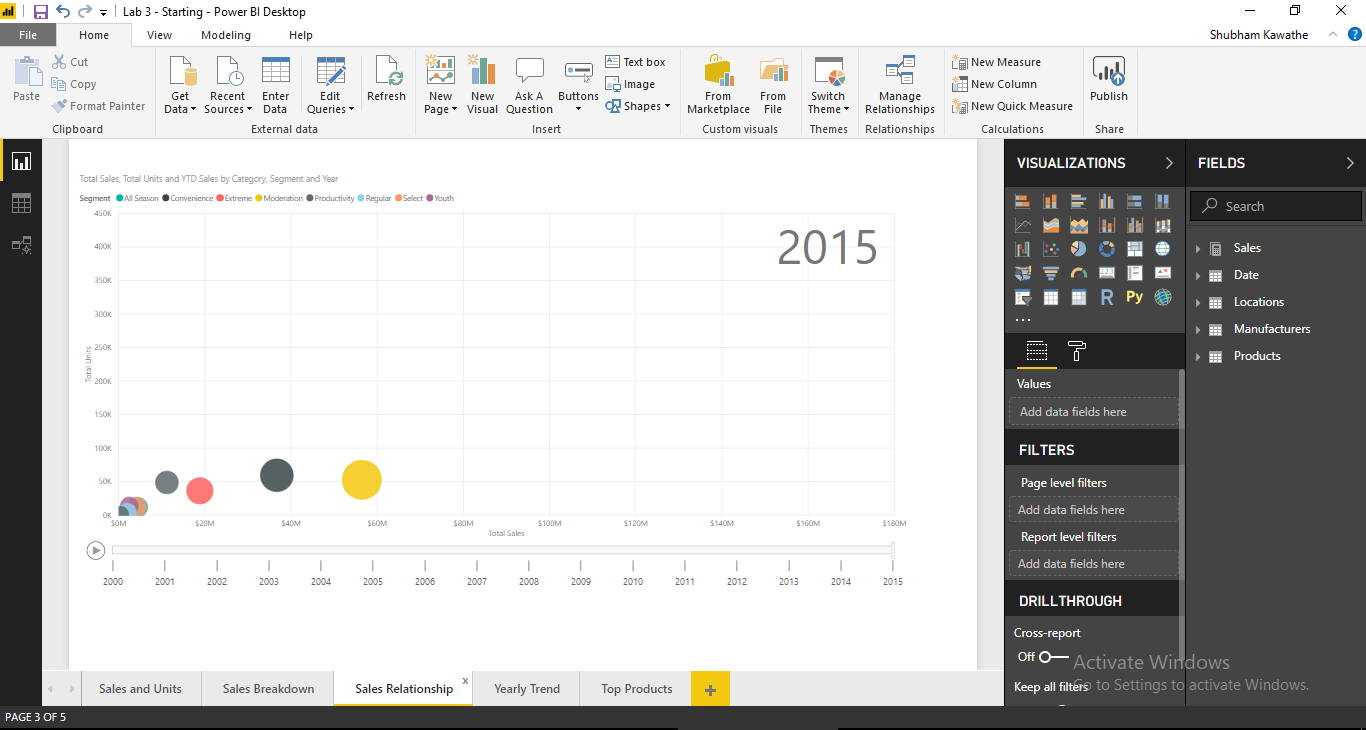 Lab 3 - Starting - Power BI Desktop
File Home View Modeling Help Shubham Kawathe ?
Paste Cut
Copy
Format Painter
Clipboard
Get Data Recent Sources Enter Data Edit Queries Refresh
External data
New Page New Visual Ask A Question Buttons Text box
Image
Shapes
Insert
From Marketplace From File
Custom visuals
Switch Theme
Themes
Manage Relationships
Relationships
New Measure
New Column
New Quick Measure
Calculations
Publish
Share
Total Sales, Total Units and YTD Sales by Category, Segment and Year
Segment All Season Convenience Extreme Moderation Productivity Regular Select Youth
450K
400K
350K
300K
250K
200K
150K
100K
50K
0K
Total Units
2015
$0M $20M $40M $60M $80M $100M $120M $140M $160M $180M
Total Sales
2000 2001 2002 2003 2004 2005 2006 2007 2008 2009 2010 2011 2012 2013 2014 2015
VISUALIZATIONS
R Py
...
Values
Add data fields here
FILTERS
Page level filters
Add data fields here
Report level filters
Add data fields here
DRILLTHROUGH
Cross-report
Off
Keep all filters
FIELDS
Search
Sales
Date
Locations
Manufacturers
Products
Activate Windows
Go to Settings to activate Windows.
Sales and Units Sales Breakdown Sales Relationship x Yearly Trend Top Products +
PAGE 3 OF 5